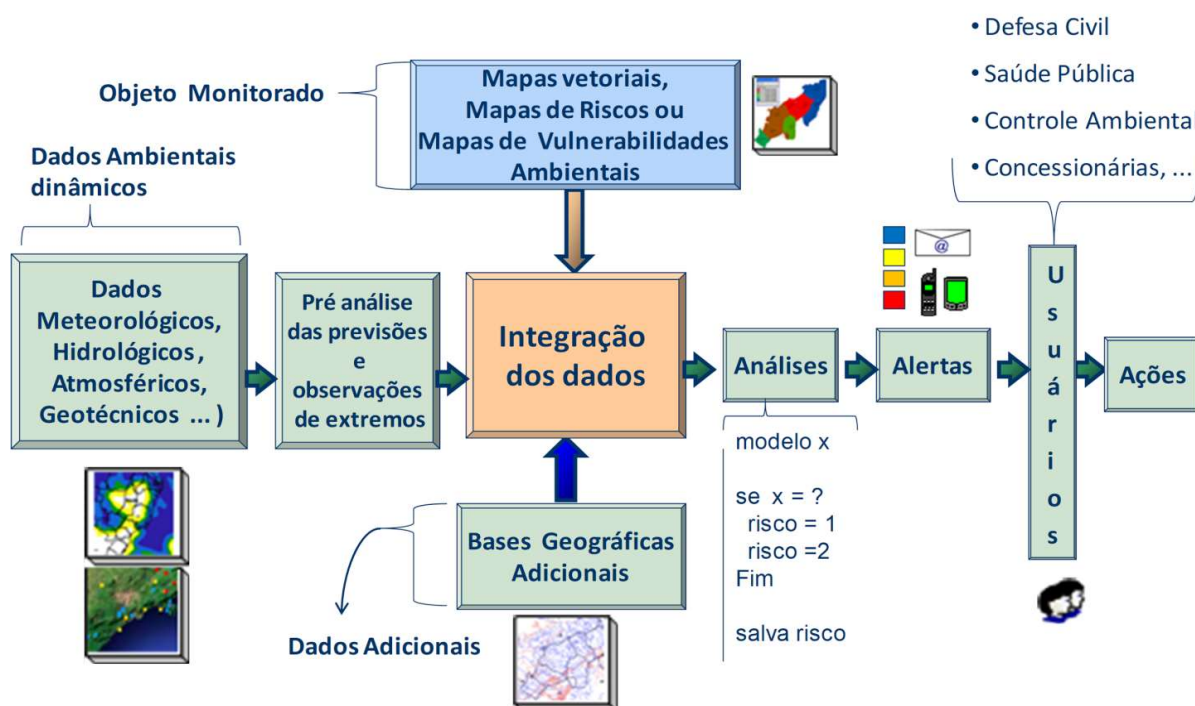 • Defesa Civil
• Saúde Pública
• Controle Ambiental
• Concessionárias, ...
Objeto Monitorado
Mapas vetoriais,
Mapas de Riscos ou
Mapas de Vulnerabilidades
Ambientais
Dados Ambientais
dinâmicos
Dados
Meteorológicos,
Hidrológicos ,
Atmosféricos,
Geotécnicos ... )
Pré análise
das previsões
e
observações
de extremos
Integração
dos dados
Análises
Alertas
@
Usuários
Ações
modelo x
se x = ?
risco = 1
risco =2
Fim
salva risco
Bases Geográficas
Adicionais
Dados Adicionais